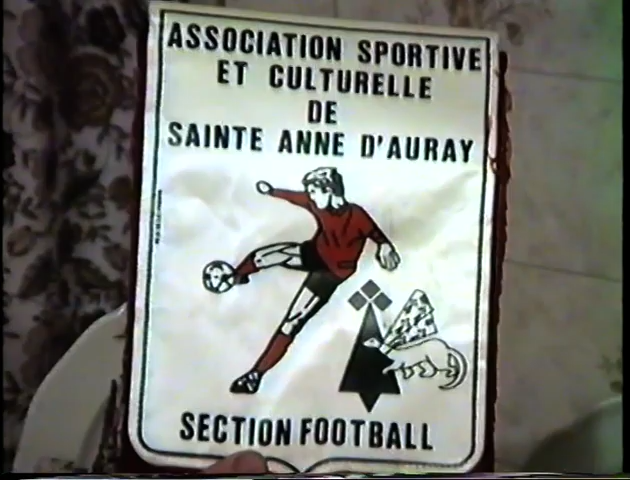 ASSOCIATION SPORTIVE
ET CULTURELLE
DE
SAINTE ANNE D'AURAY
SECTION FOOTBALL